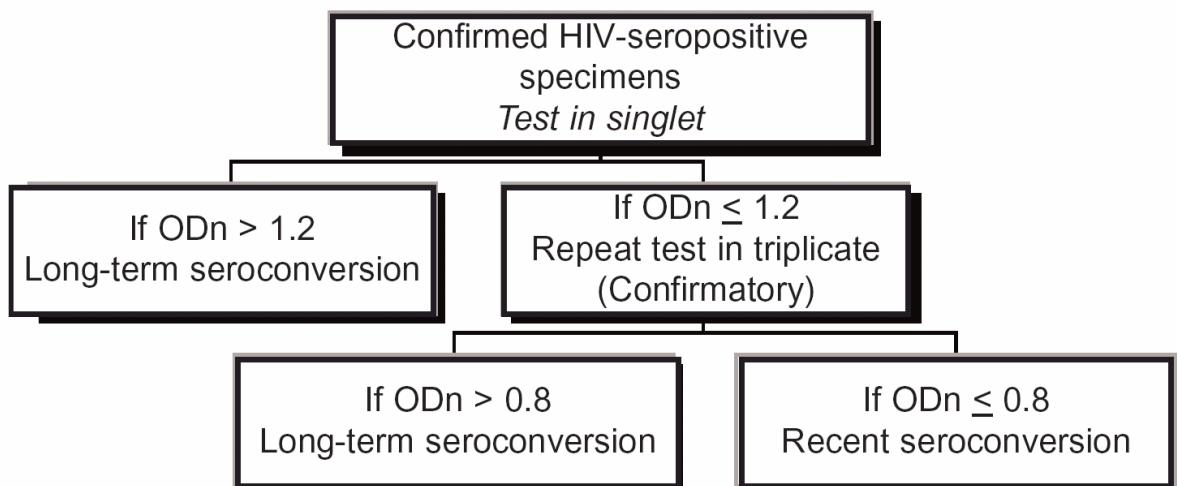 Confirmed HIV-seropositive
specimens
Test in singlet
If ODn > 1.2
Long-term seroconversion
If ODn ≤ 1.2
Repeat test in triplicate
(Confirmatory)
If ODn > 0.8
Long-term seroconversion
If ODn ≤ 0.8
Recent seroconversion